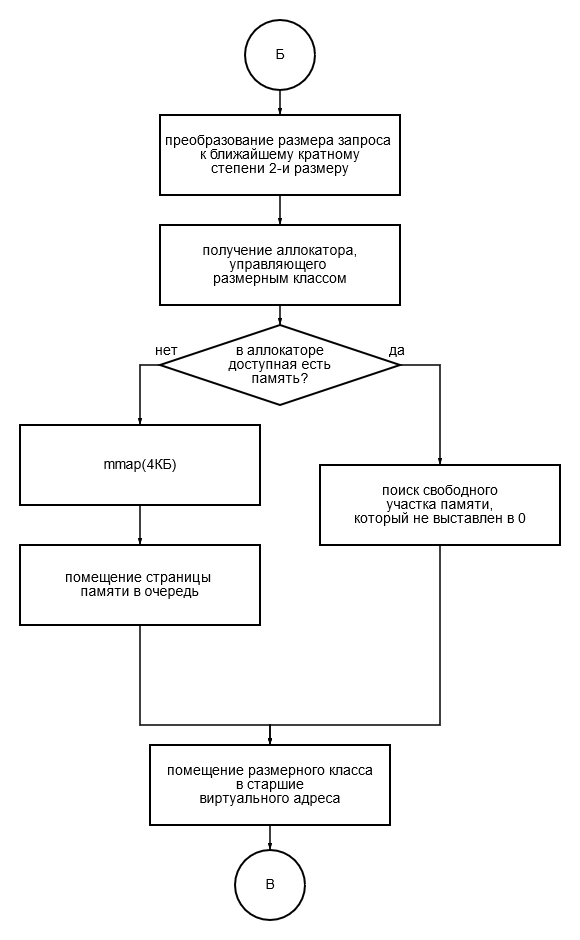 Б
преобразование размера запроса
к ближайшему кратному
степени 2-и размеру
получение аллокатора,
управляющего
размерным классом
нет
в аллокаторе
доступная есть
память?
да
mmap(4КБ)
поиск свободного
участка памяти,
который не выставлен в 0
помещение страницы
памяти в очередь
помещение размерного класса
в старшие
виртуального адреса
В